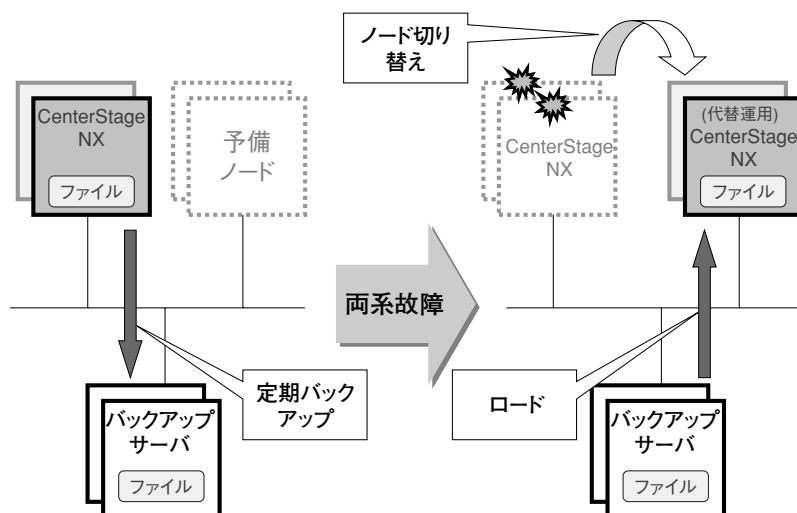 ノード切り
替え
CenterStage
NX
ファイル
予備
ノード
CenterStage
NX
(代替運用)
CenterStage
NX
ファイル
両系故障
定期バック
アップ
ロード
バックアップ
サーバ
ファイル
バックアップ
サーバ
ファイル